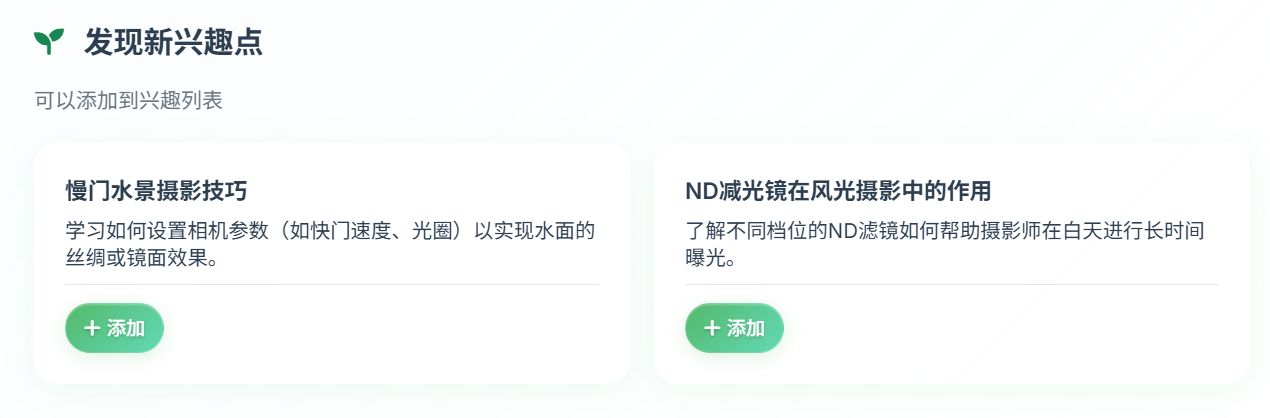 发现新兴趣点
可以添加到兴趣列表
慢门水景摄影技巧
学习如何设置相机参数（如快门速度、光圈）以实现水面的
丝绸或镜面效果。
添加
ND减光镜在风光摄影中的作用
了解不同档位的ND滤镜如何帮助摄影师在白天进行长时间
曝光。
添加